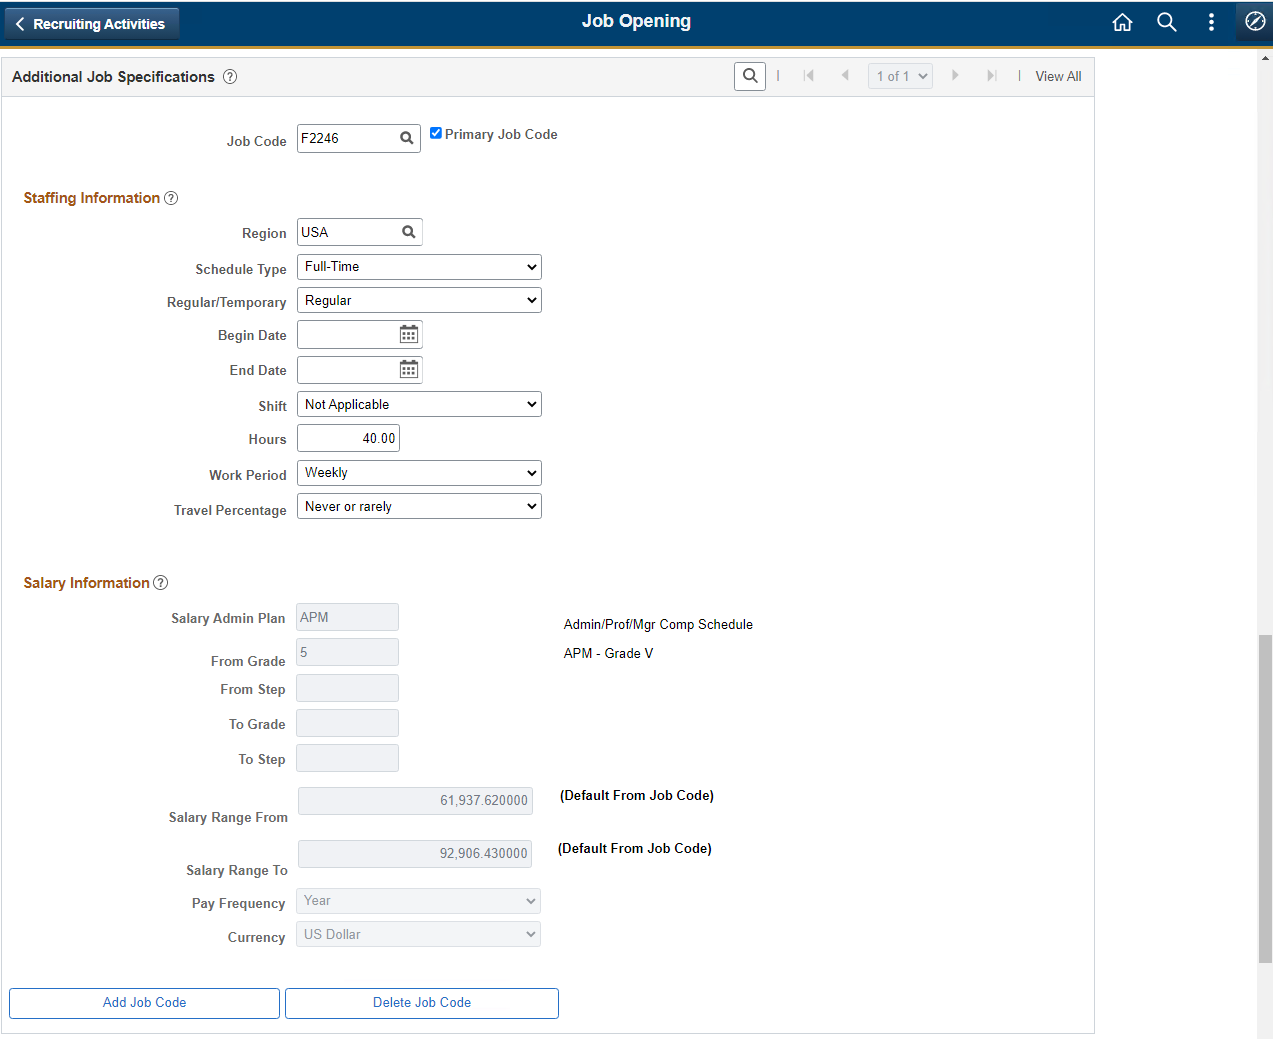 Recruiting Activities
Job Opening
Additional Job Specifications
1 of 1
View All
Job Code F2246 Primary Job Code
Staffing Information
Region USA
Schedule Type Full-Time
Regular/Temporary Regular
Begin Date
End Date
Shift Not Applicable
Hours 40.00
Work Period Weekly
Travel Percentage Never or rarely
Salary Information
Salary Admin Plan APM Admin/Prof/Mgr Comp Schedule
From Grade 5 APM - Grade V
From Step
To Grade
To Step
Salary Range From 61,937.620000 (Default From Job Code)
Salary Range To 92,906.430000 (Default From Job Code)
Pay Frequency Year
Currency US Dollar
Add Job Code Delete Job Code